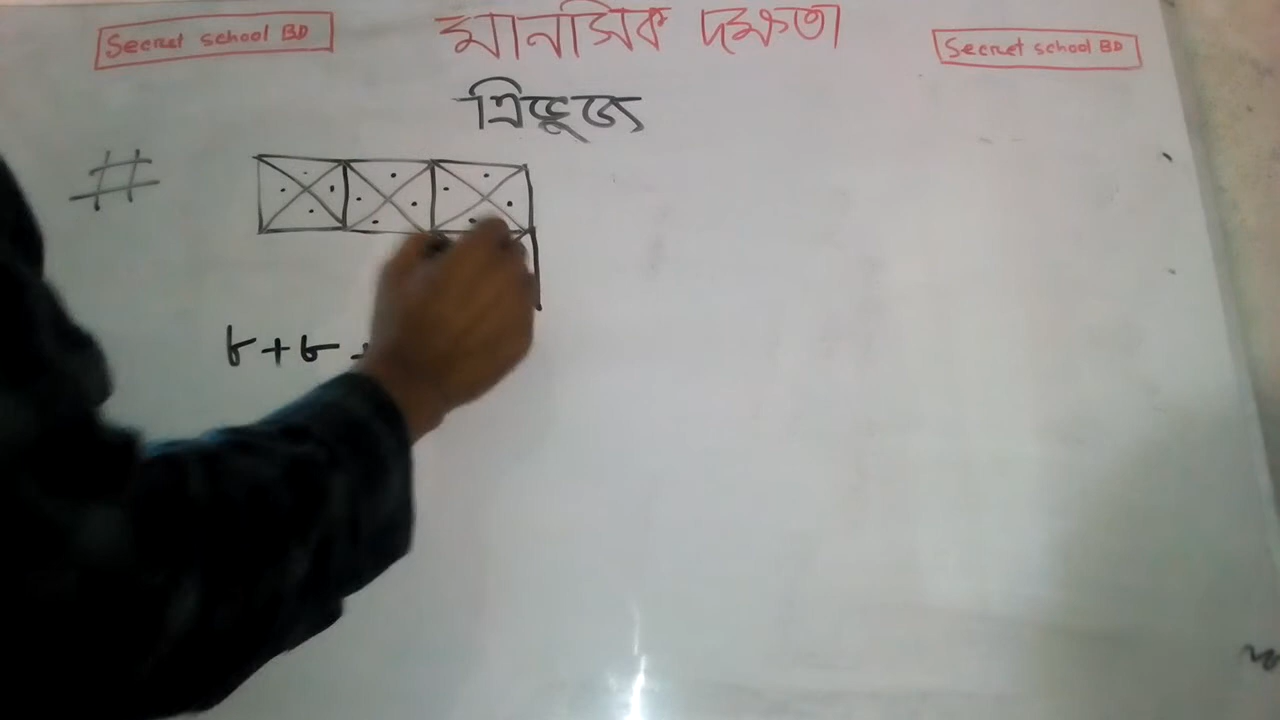 Secret school BD
মানসিক দক্ষতা
Secret school BD
ত্রিভুজ
#
৮+৮+